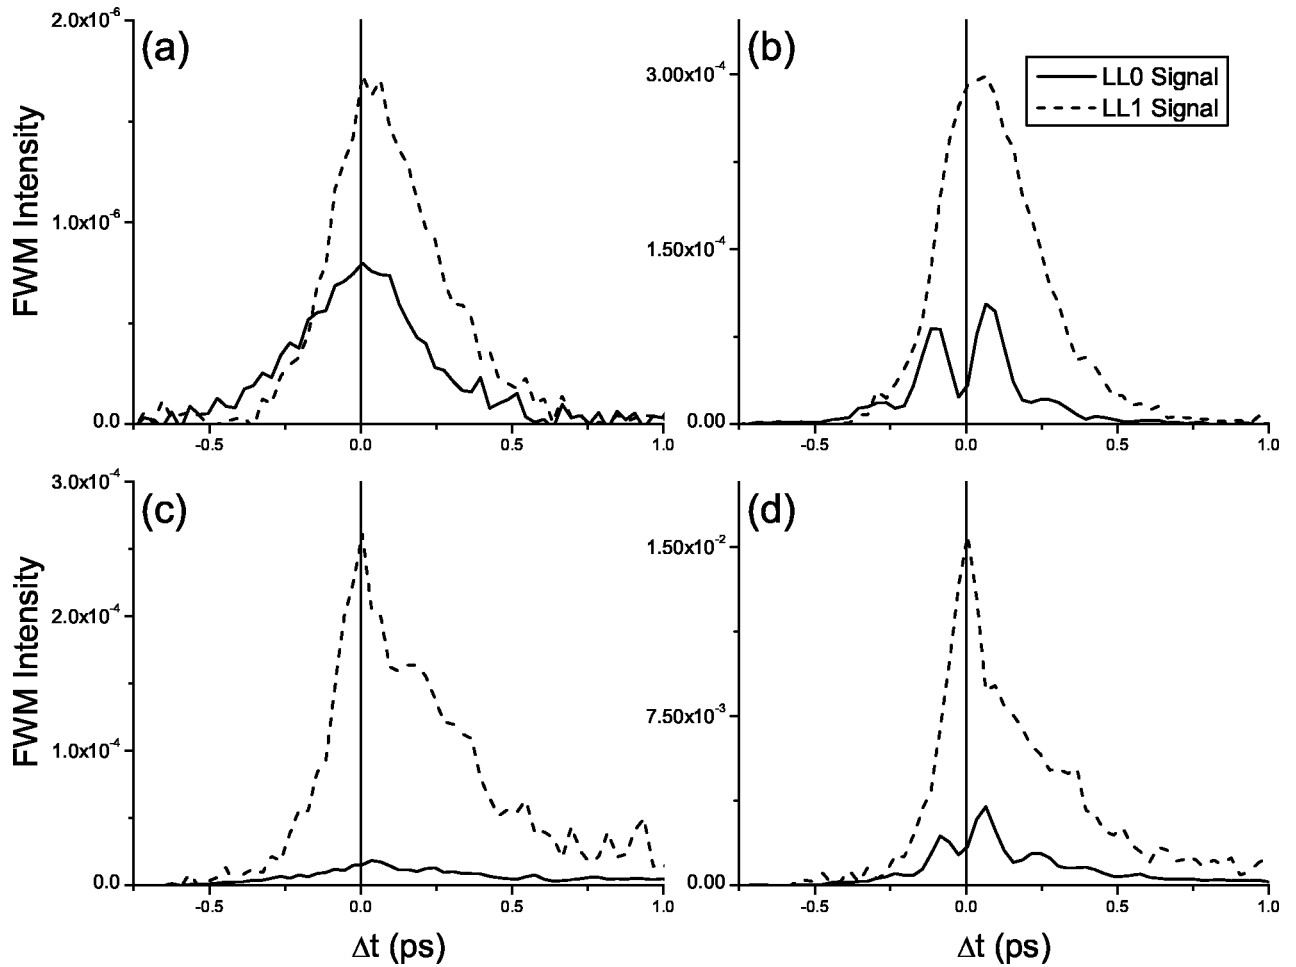 (a)
2.0x10⁻⁶
1.0x10⁻⁶
0.0
-0.5 0.0 0.5 1.0
FWM Intensity
(b)
LL0 Signal
LL1 Signal
3.00x10⁻⁴
1.50x10⁻⁴
0.00
-0.5 0.0 0.5 1.0
(c)
3.0x10⁻⁴
2.0x10⁻⁴
1.0x10⁻⁴
0.0
-0.5 0.0 0.5 1.0
FWM Intensity
Δt (ps)
(d)
1.50x10⁻²
7.50x10⁻³
0.00
-0.5 0.0 0.5 1.0
Δt (ps)